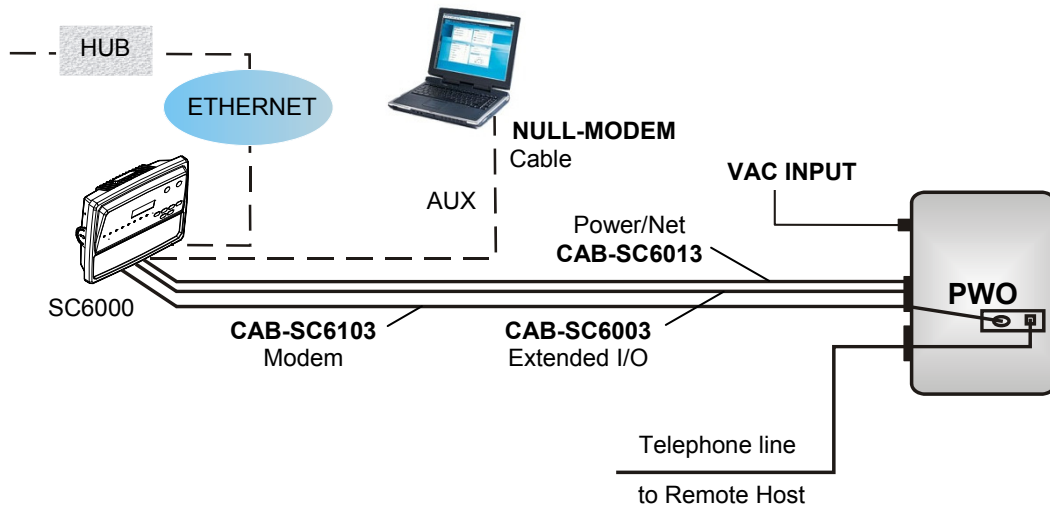 HUB
ETHERNET
NULL-MODEM
Cable
VAC INPUT
AUX
Power/Net
CAB-SC6013
SC6000
PWO
CAB-SC6103
Modem
CAB-SC6003
Extended I/O
Telephone line
to Remote Host